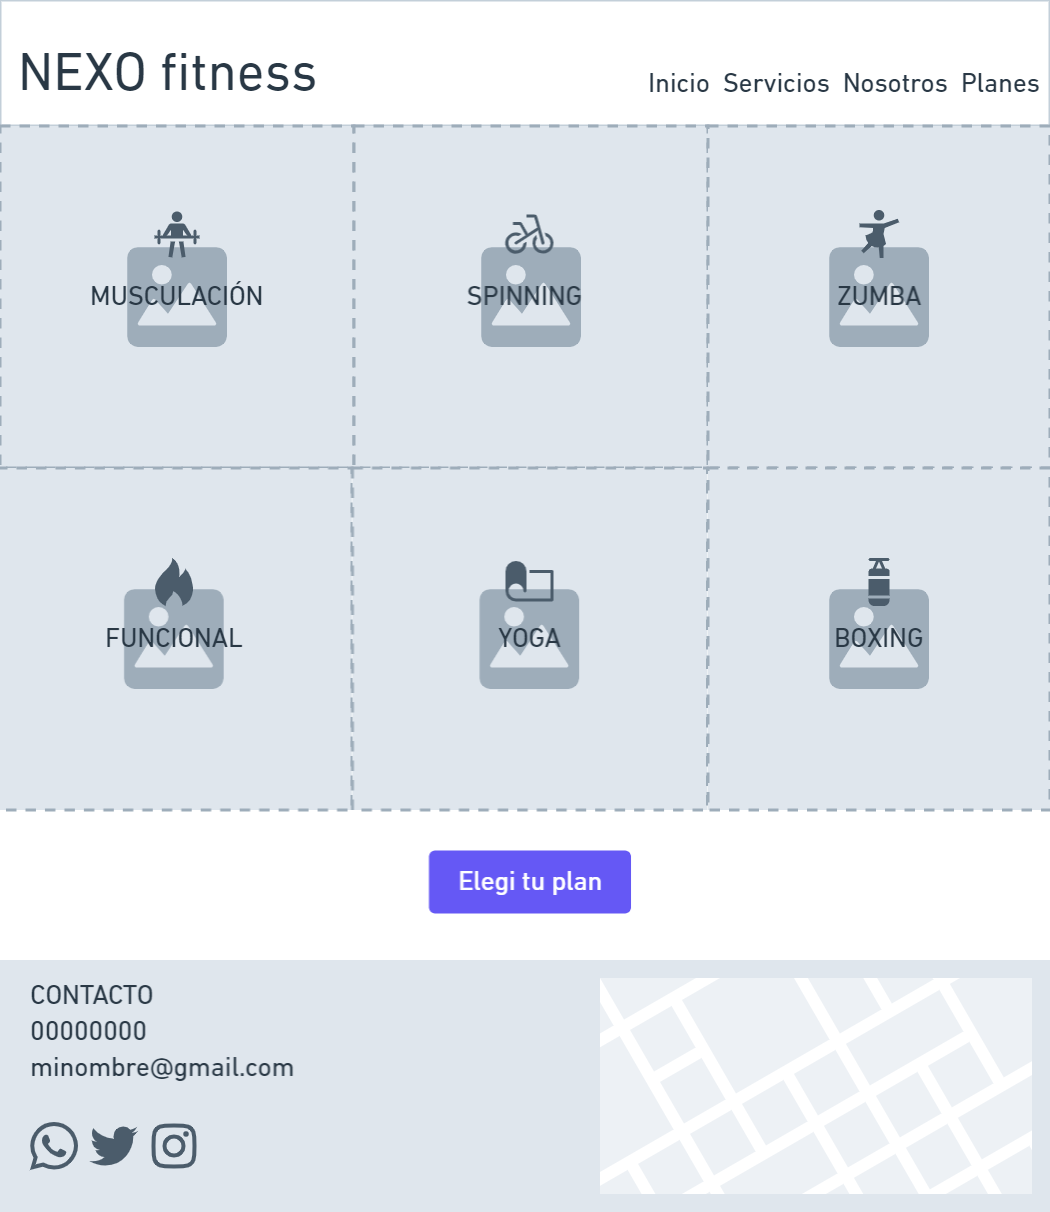 NEXO fitness
Inicio Servicios Nosotros Planes
MUSCULACIÓN
SPINNING
ZUMBA
FUNCIONAL
YOGA
BOXING
Elegi tu plan
CONTACTO
00000000
minombre@gmail.com